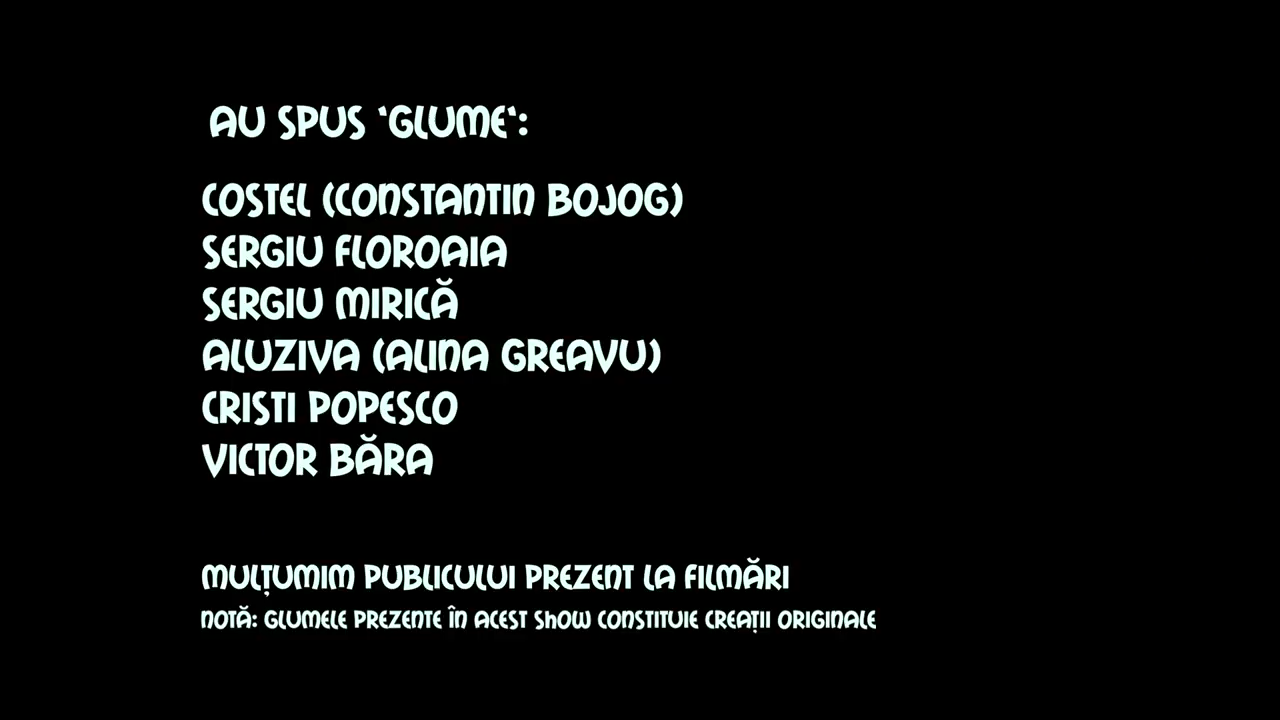 AU SPUS 'GLUME':
COSTEL (CONSTANTIN BOJOG)
SERGIU FLOROAIA
SERGIU MIRICĂ
ALUZIVA (ALINA GREAVU)
CRISTI POPESCO
VICTOR BĂRA
MULȚUMIM PUBLICULUI PREZENT LA FILMĂRI
NOTĂ: GLUMELE PREZENTE ÎN ACEST SHOW CONSTITUIE CREAȚII ORIGINALE